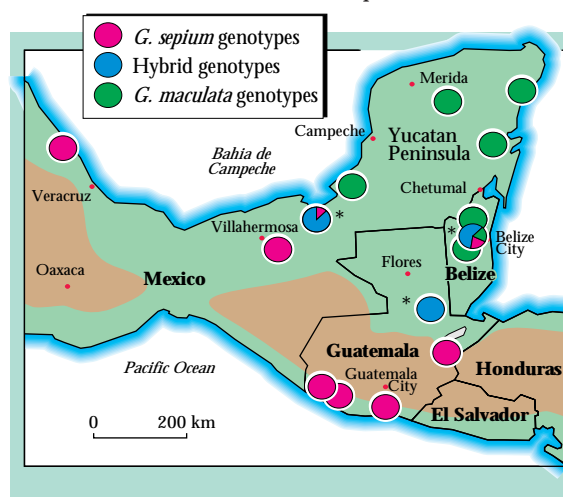 G. sepium genotypes
Hybrid genotypes
G. maculata genotypes
Merida
Campeche
Yucatan
Peninsula
Bahia de
Campeche
Chetumal
Veracruz
Villahermosa
*
*
Belize
City
Oaxaca
Mexico
Flores
Belize
*
Pacific Ocean
Guatemala
Guatemala
City
Honduras
El Salvador
0 200 km